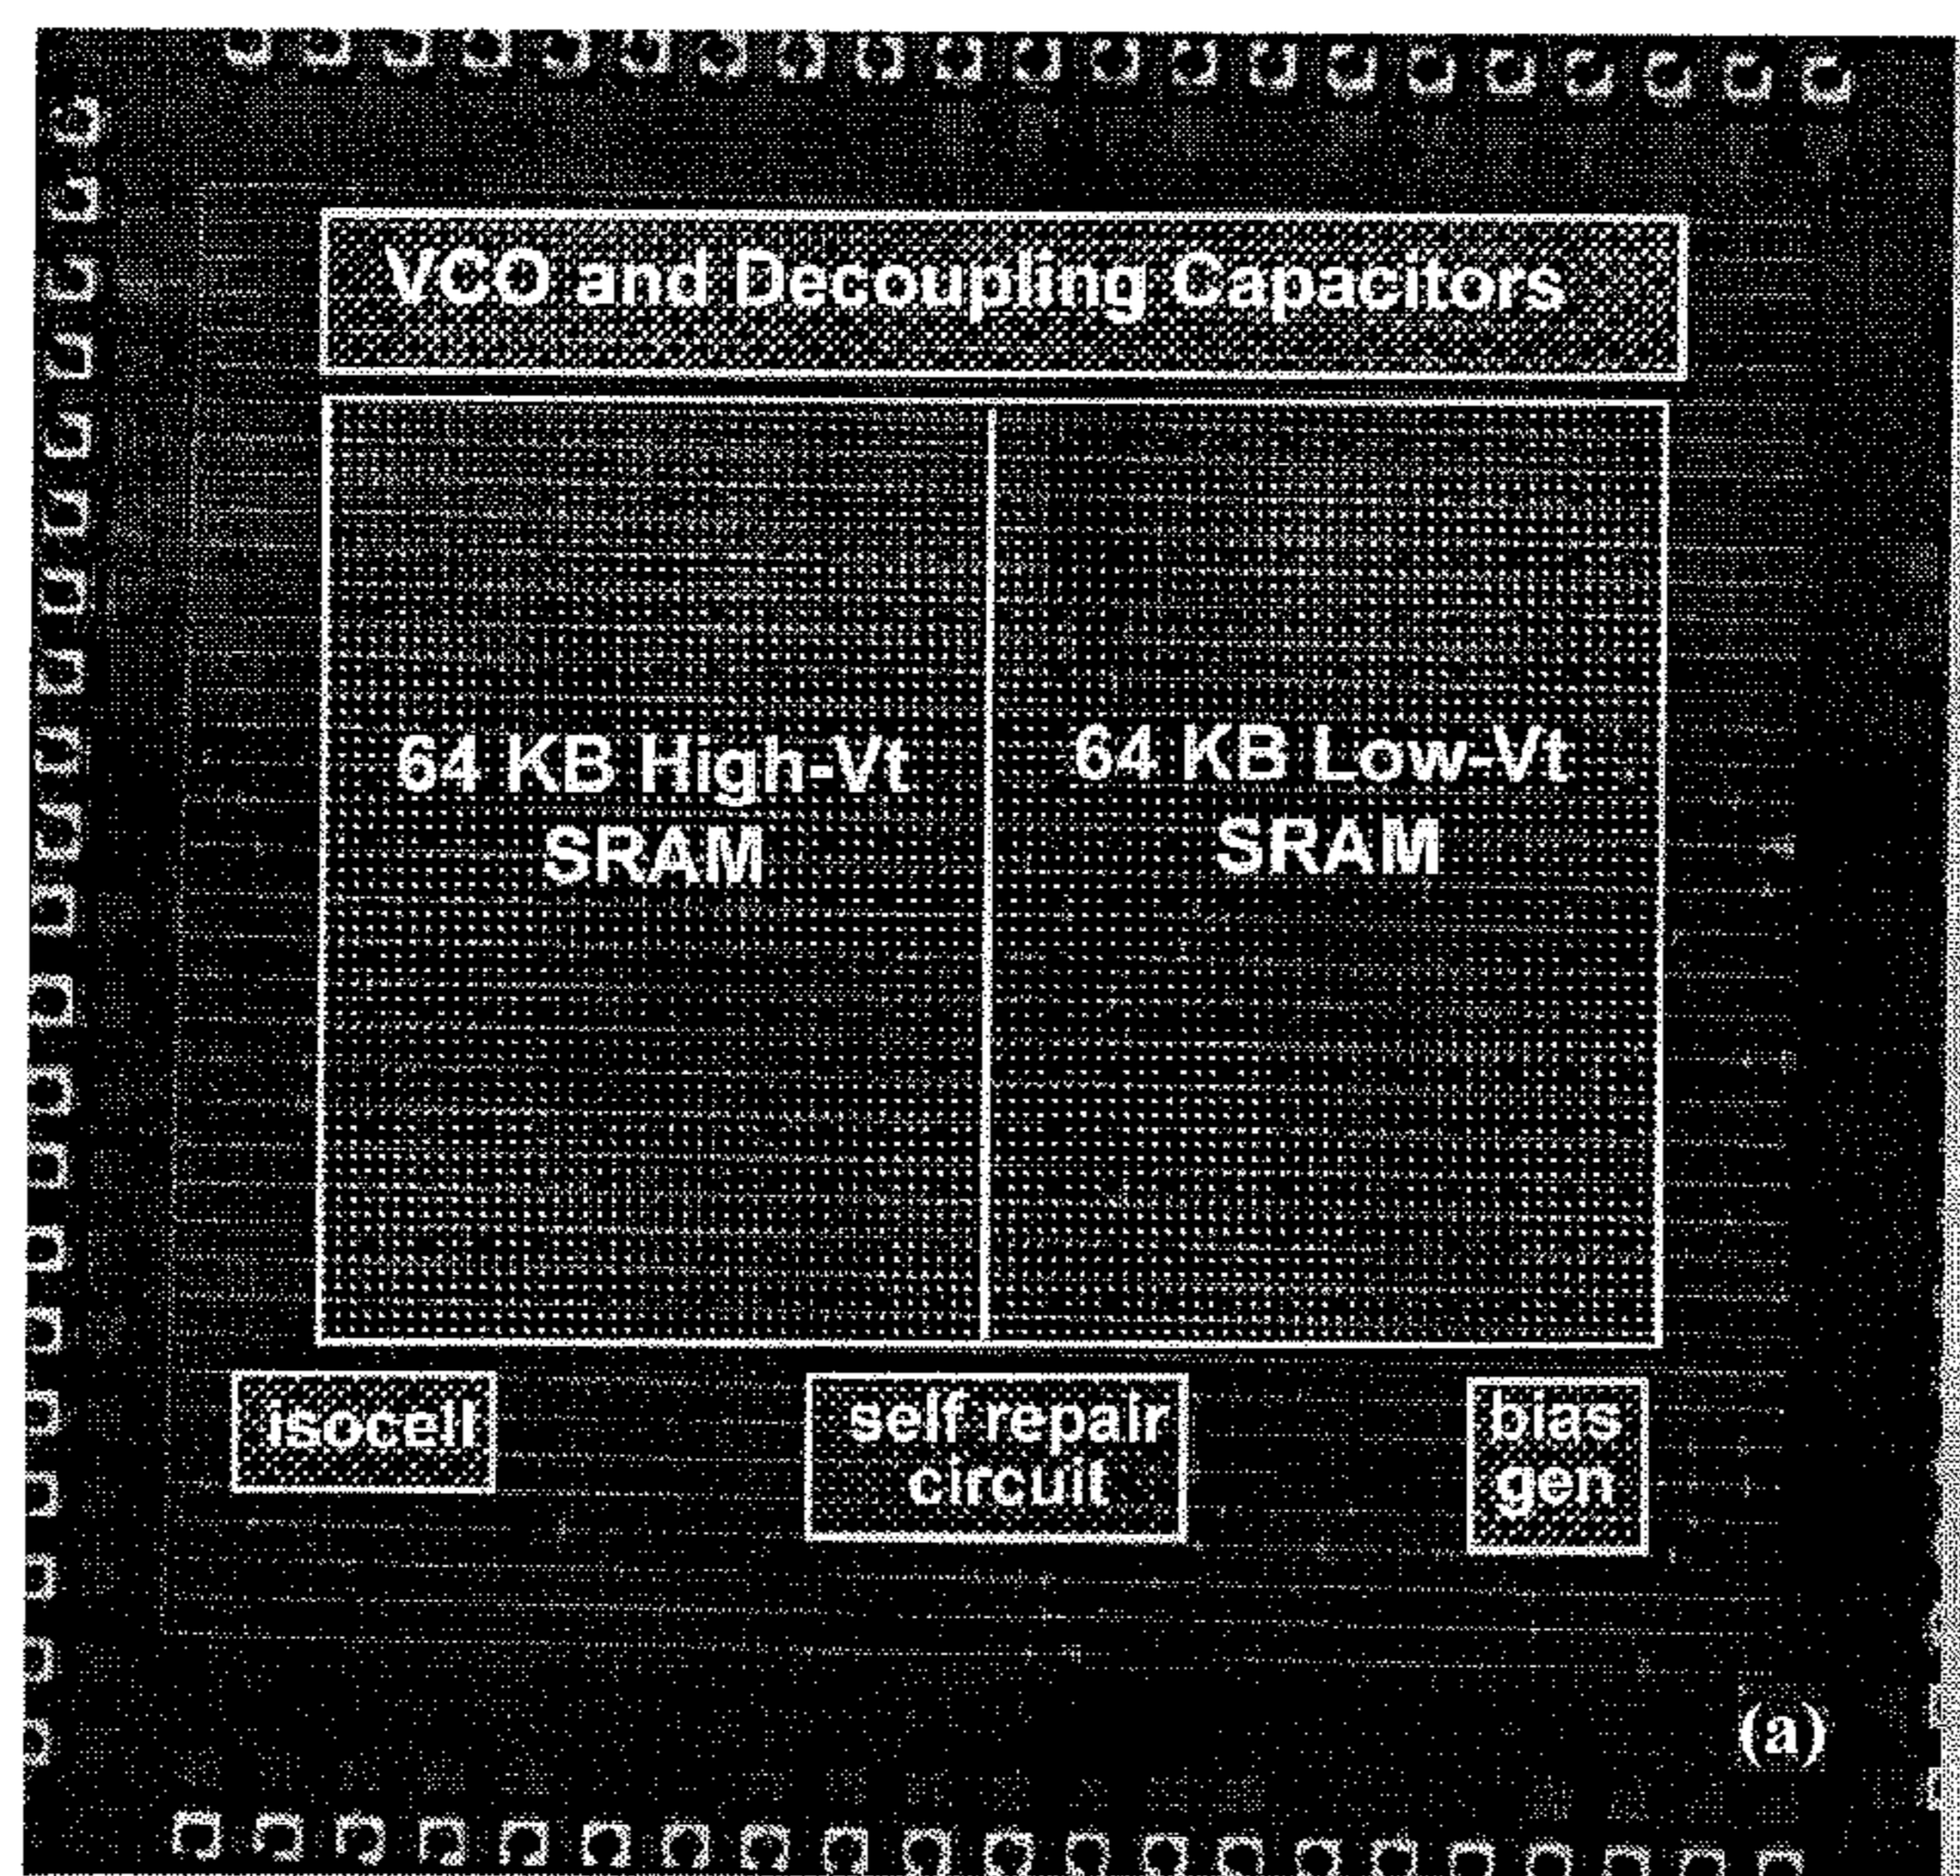 VCO and Decoupling Capacitors
64 KB High-Vt
SRAM
64 KB Low-Vt
SRAM
isocell
self repair
circuit
bias
gen
(a)